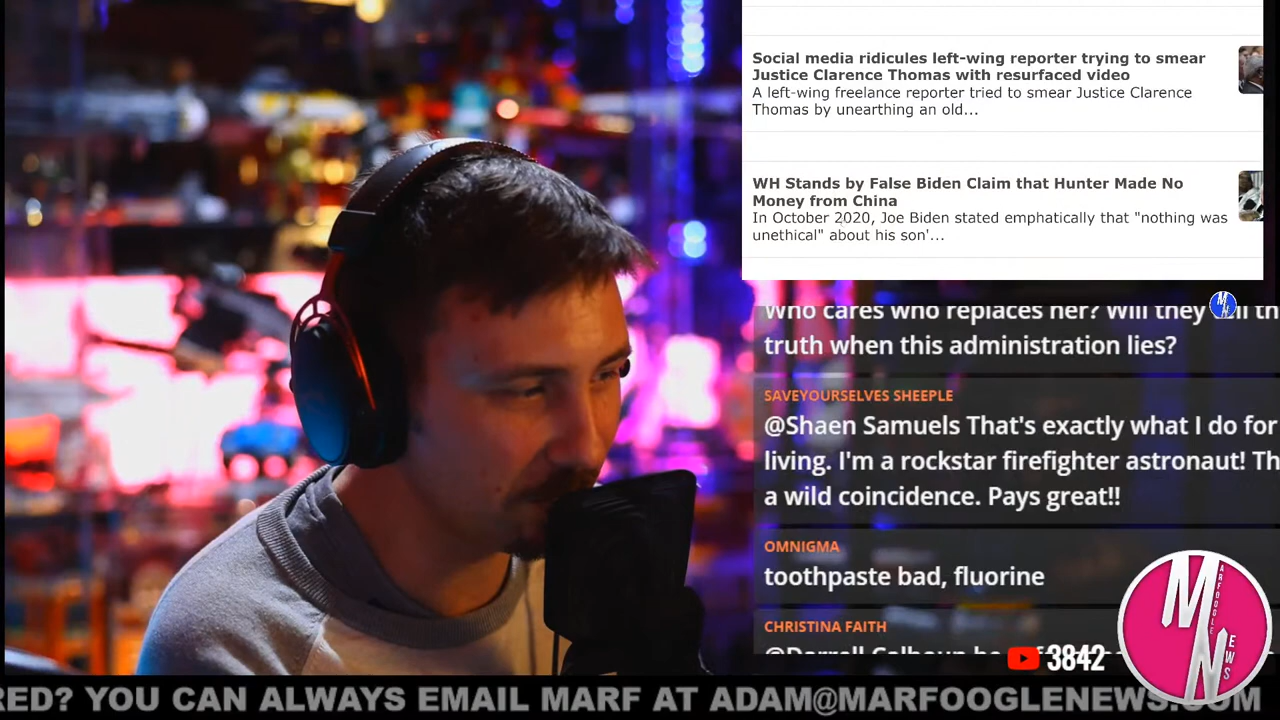 Social media ridicules left-wing reporter trying to smear
Justice Clarence Thomas with resurfaced video
A left-wing freelance reporter tried to smear Justice Clarence
Thomas by unearthing an old...
WH Stands by False Biden Claim that Hunter Made No
Money from China
In October 2020, Joe Biden stated emphatically that "nothing was
unethical" about his son'...
Who cares who replaces her? Will they
truth when this administration lies?
SAVEYOURSELVES SHEEPLE
@Shaen Samuels That's exactly what I do for
living. I'm a rockstar firefighter astronaut! Th
a wild coincidence. Pays great!!
OMNIGMA
toothpaste bad, fluorine
CHRISTINA FAITH
@Darrell Calhoun
3842
MN
MARFOOGLE
NEWS
RED? YOU CAN ALWAYS EMAIL MARF AT ADAM@MARFOOGLENEWS.COM